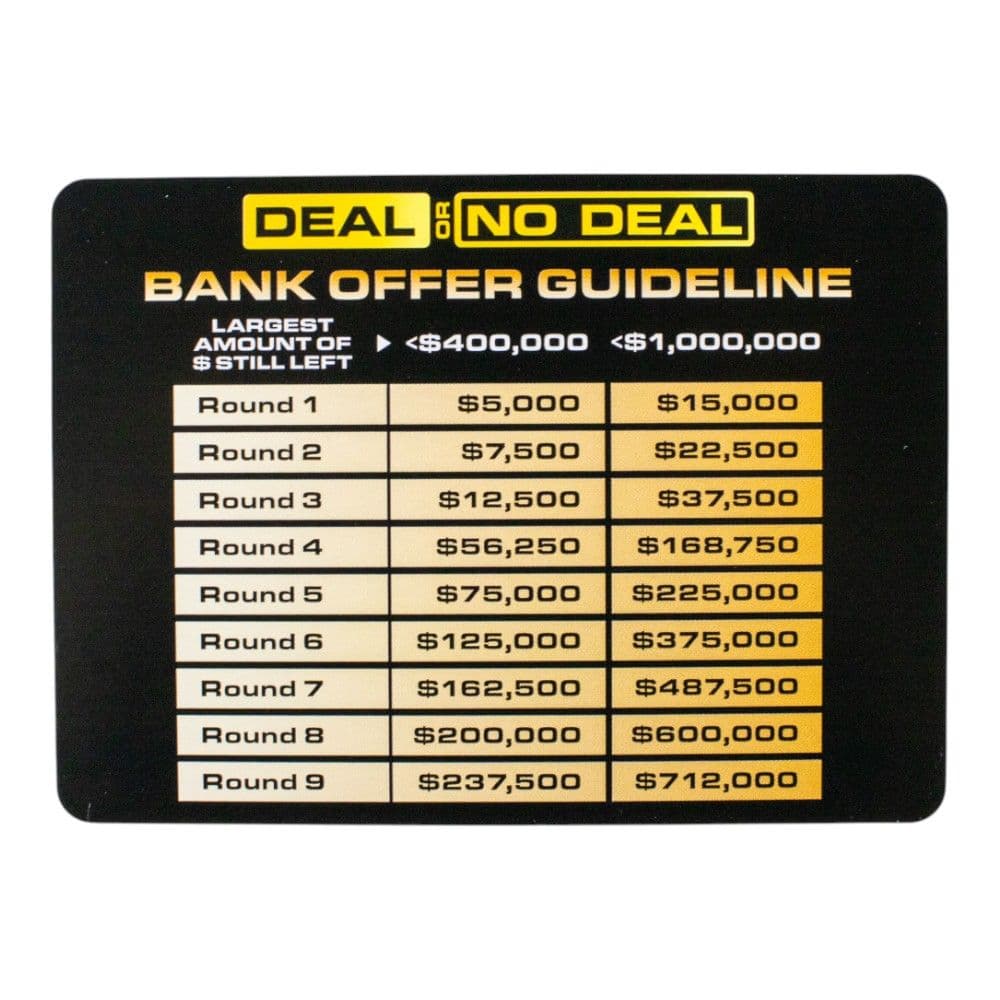 DEAL OR NO DEAL
BANK OFFER GUIDELINE
LARGEST
AMOUNT OF
$ STILL LEFT
▶ <$400,000 <$1,000,000
Round 1 $5,000 $15,000
Round 2 $7,500 $22,500
Round 3 $12,500 $37,500
Round 4 $56,250 $168,750
Round 5 $75,000 $225,000
Round 6 $125,000 $375,000
Round 7 $162,500 $487,500
Round 8 $200,000 $600,000
Round 9 $237,500 $712,000